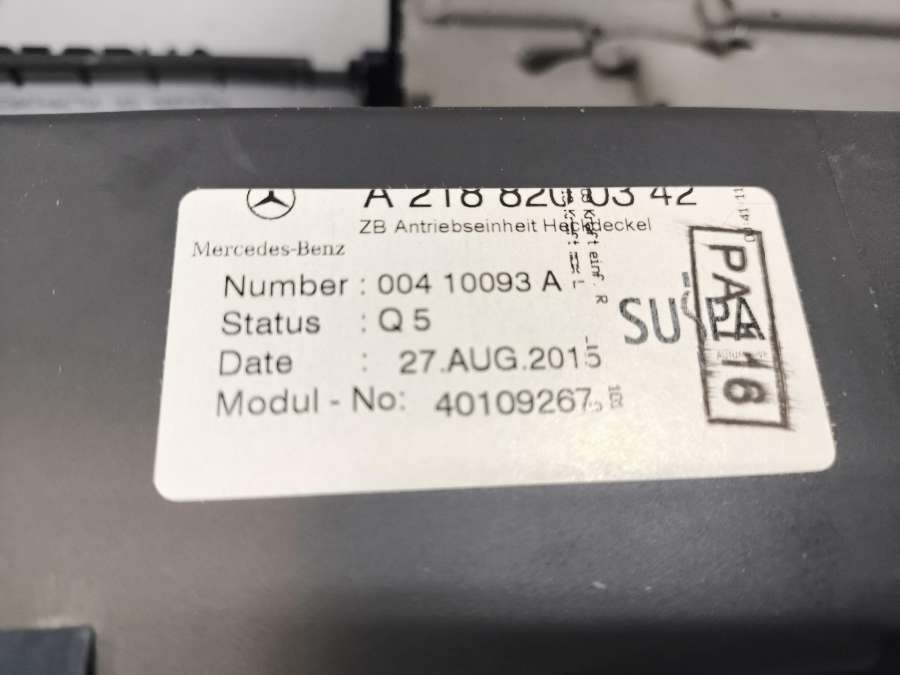 A 218 820 03 42
ZB Antriebseinheit Heckdeckel
Mercedes-Benz
Number : 004 10093 A
Status : Q 5
Date : 27.AUG.2015
Modul - No: 40109267
einf. R
PA
16